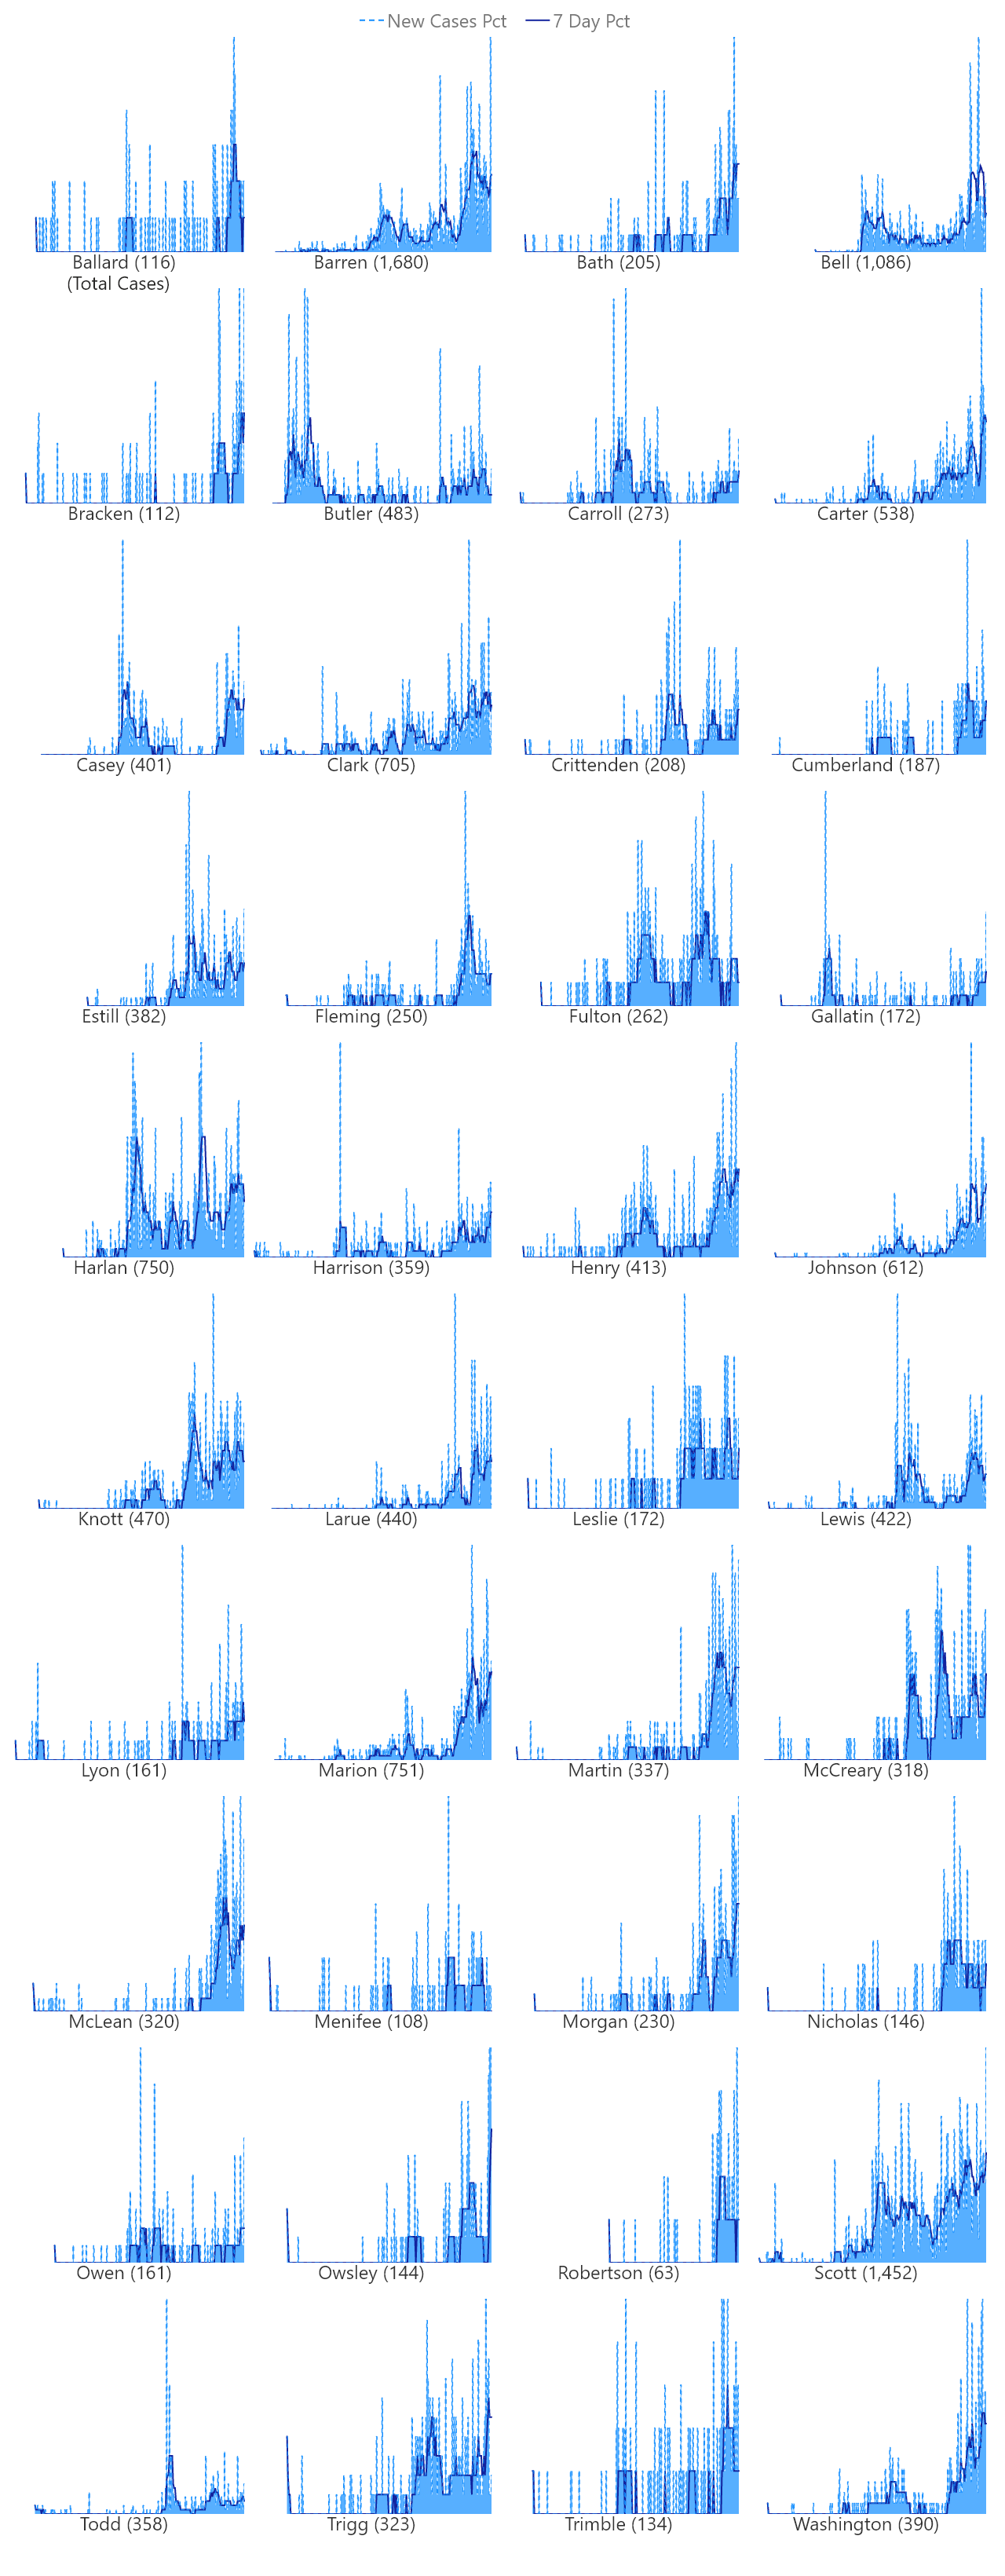 New Cases Pct 7 Day Pct
Ballard (116) Barren (1,680) Bath (205) Bell (1,086)
(Total Cases)
Bracken (112) Butler (483) Carroll (273) Carter (538)
Casey (401) Clark (705) Crittenden (208) Cumberland (187)
Estill (382) Fleming (250) Fulton (262) Gallatin (172)
Harlan (750) Harrison (359) Henry (413) Johnson (612)
Knott (470) Larue (440) Leslie (172) Lewis (422)
Lyon (161) Marion (751) Martin (337) McCreary (318)
McLean (320) Menifee (108) Morgan (230) Nicholas (146)
Owen (161) Owsley (144) Robertson (63) Scott (1,452)
Todd (358) Trigg (323) Trimble (134) Washington (390)